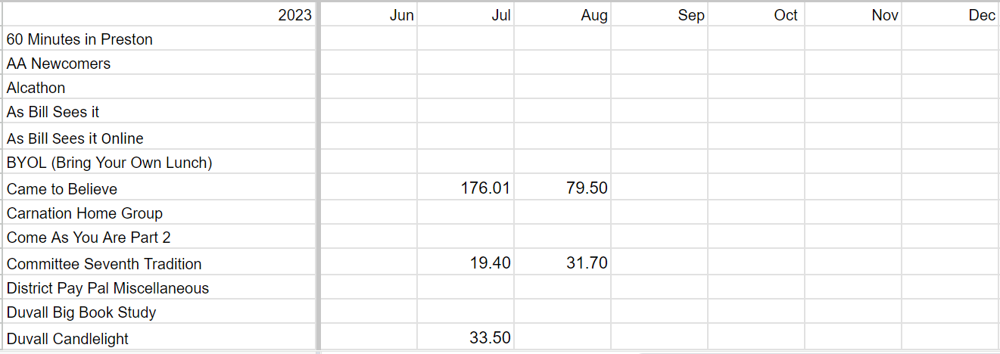 2023 Jun Jul Aug Sep Oct Nov Dec
60 Minutes in Preston
AA Newcomers
Alcathon
As Bill Sees it
As Bill Sees it Online
BYOL (Bring Your Own Lunch)
Came to Believe 176.01 79.50
Carnation Home Group
Come As You Are Part 2
Committee Seventh Tradition 19.40 31.70
District Pay Pal Miscellaneous
Duvall Big Book Study
Duvall Candlelight 33.50